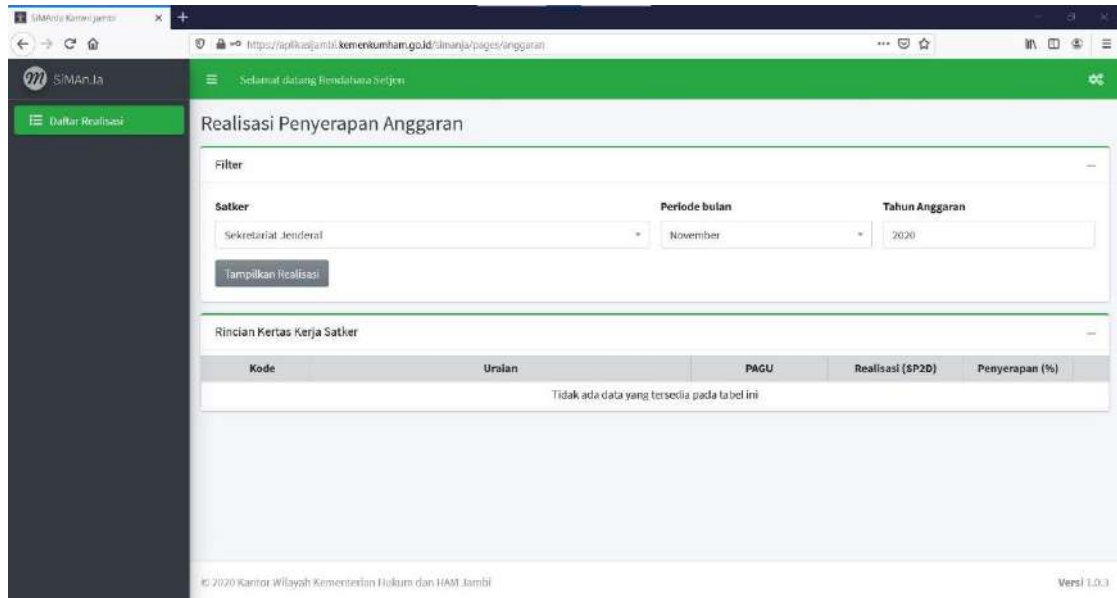 SiMAnJa Kanwil Jambi
https://aplikasijambi.kemenkumham.go.id/simanja/pages/anggaran
SiMAnJa
Selamat datang Bendahara Setjen
Daftar Realisasi
Realisasi Penyerapan Anggaran
Filter
Satker Periode bulan Tahun Anggaran
Sekretariat Jenderal November 2020
Tampilkan Realisasi
Rincian Kertas Kerja Satker
Kode Uraian PAGU Realisasi (SP2D) Penyerapan (%)
Tidak ada data yang tersedia pada tabel ini
© 2020 Kantor Wilayah Kementerian Hukum dan HAM Jambi Versi 1.0.3